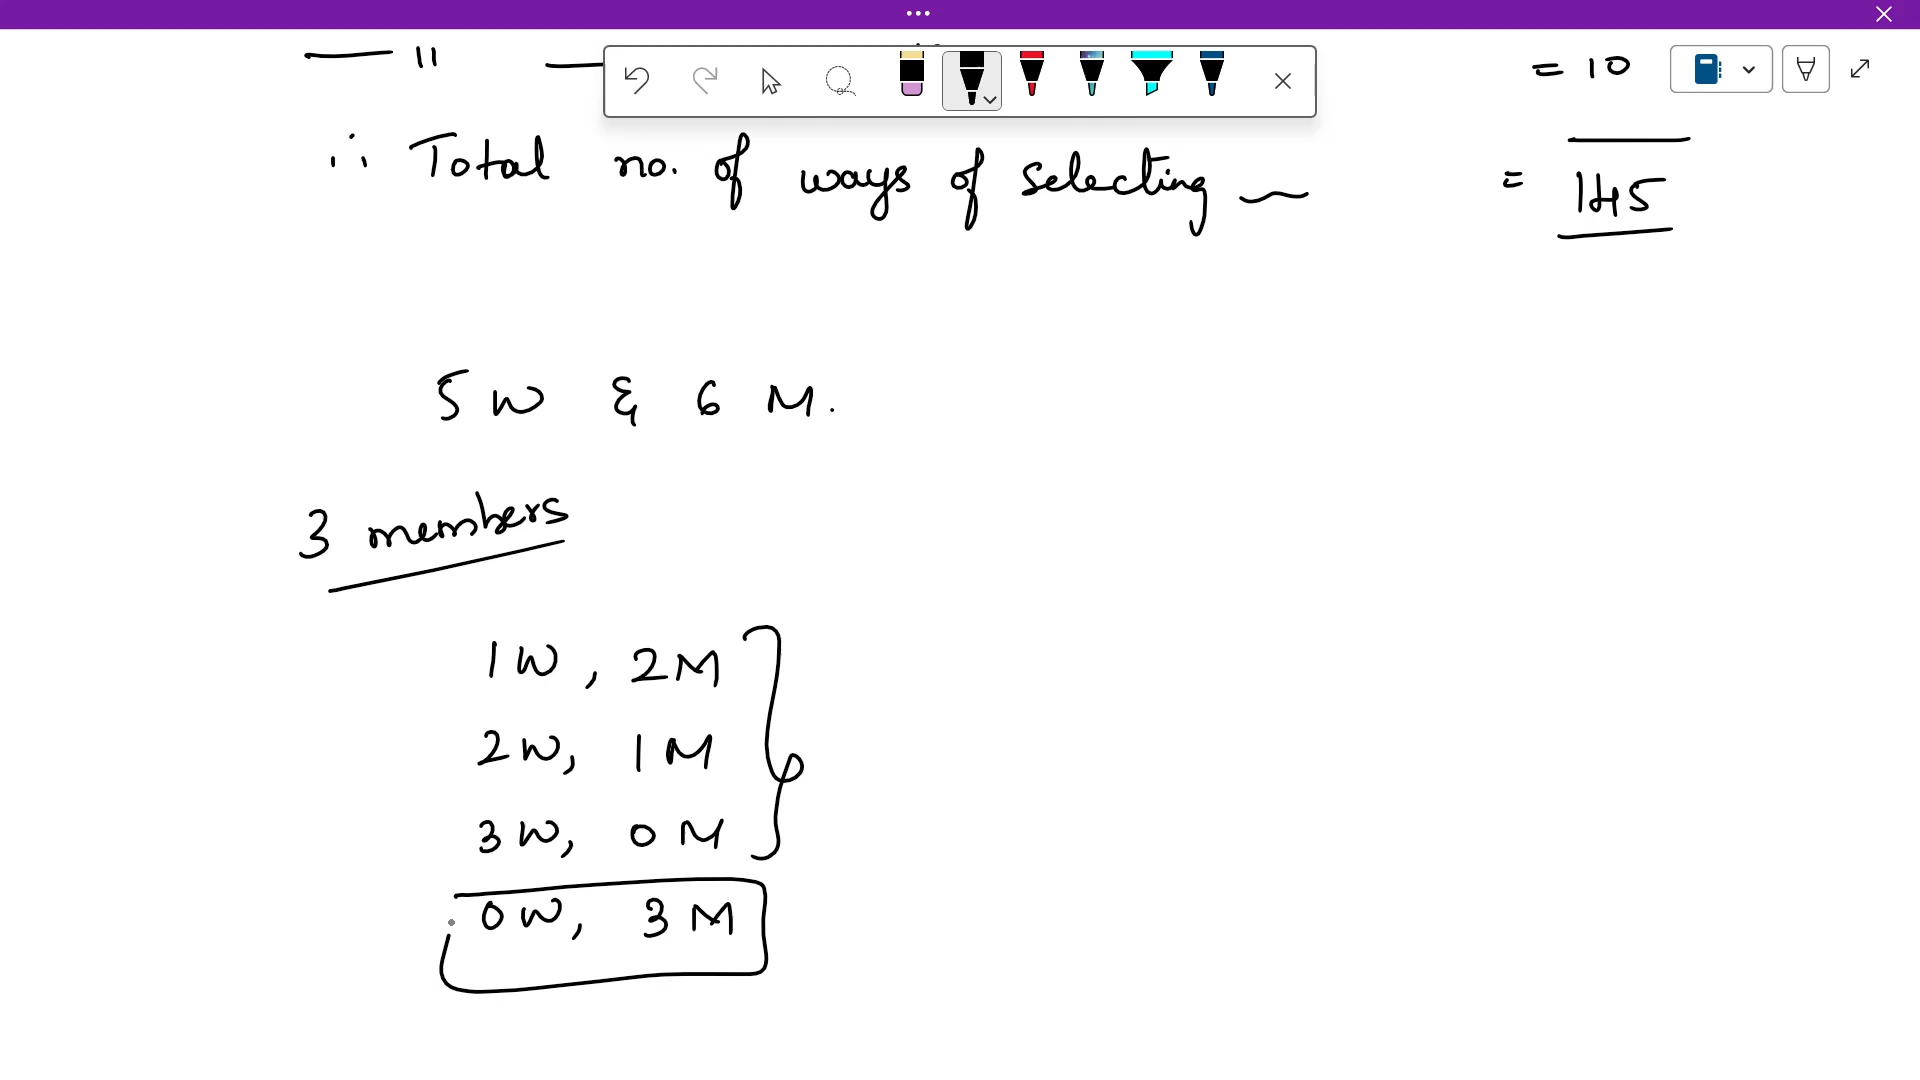 — 11 — = 10
∴ Total no. of ways of selecting ~ = 145
5 W & 6 M.
3 members
1 W , 2 M
2 W, 1 M
3 W, 0 M
0 W, 3 M